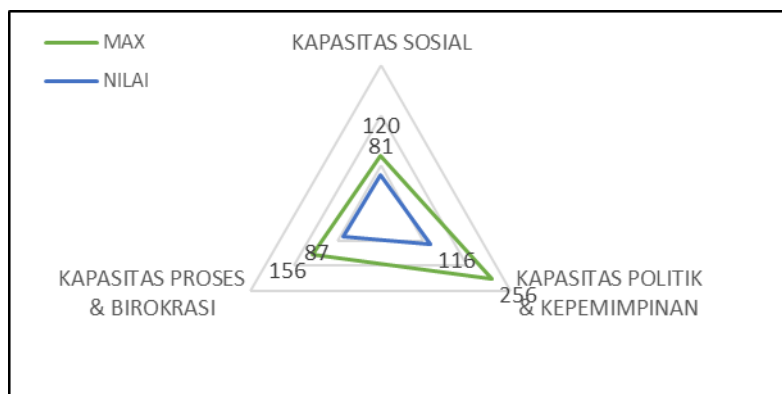 MAX
NILAI
KAPASITAS SOSIAL
120
81
87
156
116
256
KAPASITAS PROSES
& BIROKRASI
KAPASITAS POLITIK
& KEPEMIMPINAN